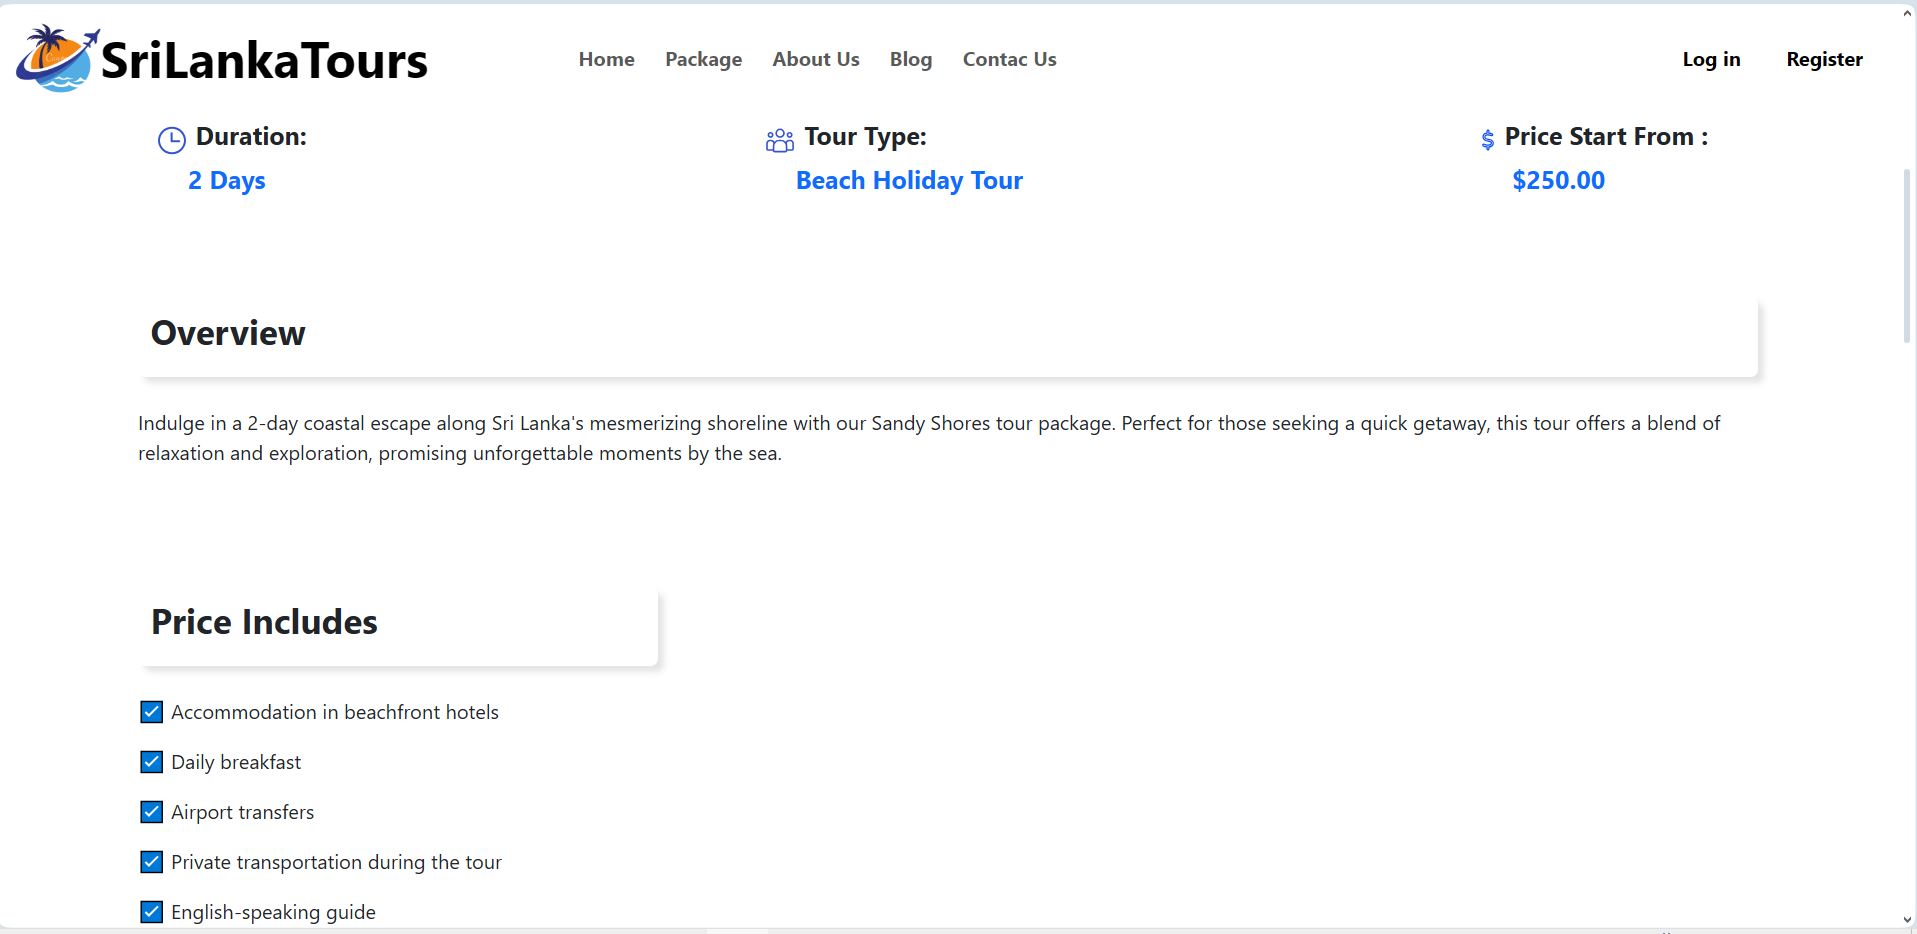 SriLankaTours
Home Package About Us Blog Contac Us
Log in Register
Duration:
2 Days
Tour Type:
Beach Holiday Tour
$ Price Start From :
$250.00
Overview
Indulge in a 2-day coastal escape along Sri Lanka's mesmerizing shoreline with our Sandy Shores tour package. Perfect for those seeking a quick getaway, this tour offers a blend of
relaxation and exploration, promising unforgettable moments by the sea.
Price Includes
Accommodation in beachfront hotels
Daily breakfast
Airport transfers
Private transportation during the tour
English-speaking guide